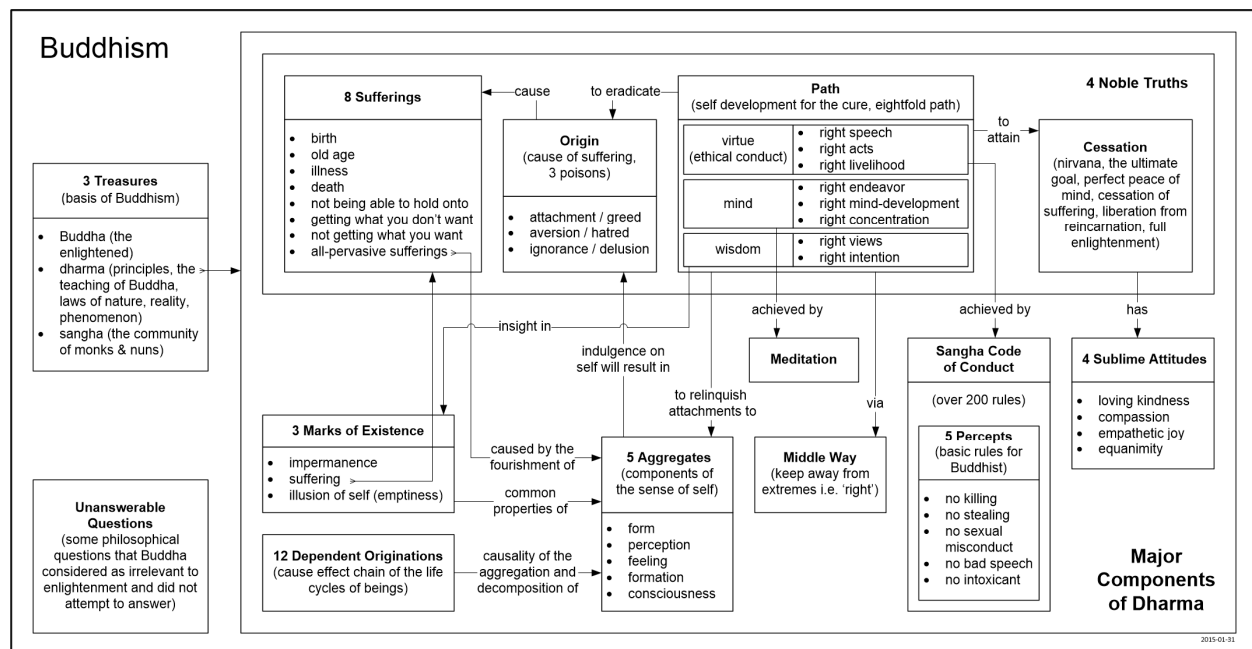 Buddhism
3 Treasures
(basis of Buddhism)
• Buddha (the
enlightened)
• dharma (principles, the
teaching of Buddha,
laws of nature, reality,
phenomenon)
• sangha (the community
of monks & nuns)
Unanswerable
Questions
(some philosophical
questions that Buddha
considered as irrelevant to
enlightenment and did not
attempt to answer)
4 Noble Truths
8 Sufferings
• birth
• old age
• illness
• death
• not being able to hold onto
• getting what you don’t want
• not getting what you want
• all-pervasive sufferings
cause
to eradicate
Origin
(cause of suffering,
3 poisons)
• attachment / greed
• aversion / hatred
• ignorance / delusion
Path
(self development for the cure, eightfold path)
virtue
(ethical conduct)
• right speech
• right acts
• right livelihood
mind
• right endeavor
• right mind-development
• right concentration
wisdom
• right views
• right intention
to
attain
Cessation
(nirvana, the ultimate
goal, perfect peace of
mind, cessation of
suffering, liberation from
reincarnation, full
enlightenment)
insight in
indulgence on
self will result in
achieved by
Meditation
to relinquish
attachments to
via
achieved by
has
3 Marks of Existence
• impermanence
• suffering
• illusion of self (emptiness)
caused by the
fourishment of
common
properties of
12 Dependent Originations
(cause effect chain of the life
cycles of beings)
causality of the
aggregation and
decomposition of
5 Aggregates
(components of
the sense of self)
• form
• perception
• feeling
• formation
• consciousness
Middle Way
(keep away from
extremes i.e. ‘right’)
Sangha Code
of Conduct
(over 200 rules)
5 Percepts
(basic rules for
Buddhist)
• no killing
• no stealing
• no sexual
misconduct
• no bad speech
• no intoxicant
4 Sublime Attitudes
• loving kindness
• compassion
• empathetic joy
• equanimity
Major
Components
of Dharma
2015-01-31